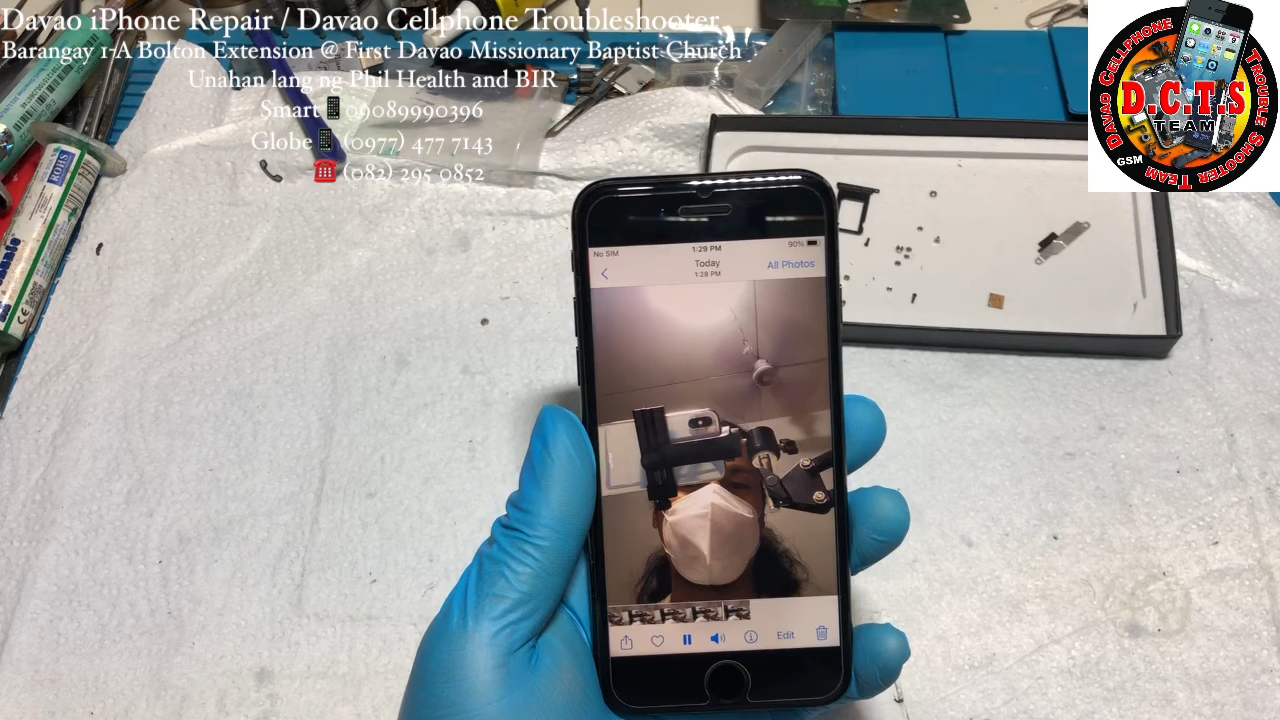 Davao iPhone Repair / Davao Cellphone Troubleshooter
Barangay 1-A Bolton Extension @ First Davao Missionary Baptist Church
Unahan lang ng Phil Health and BIR
Smart📱09089990396
Globe📱(0977) 477 7143
📞 ☎️(082) 295 0852
DAVAO CELLPHONE TROUBLE SHOOTER TEAM
D.C.T.S
TEAM
GSM
ROHS
No SIM
1:29 PM
90%
Today
1:28 PM
All Photos
Edit